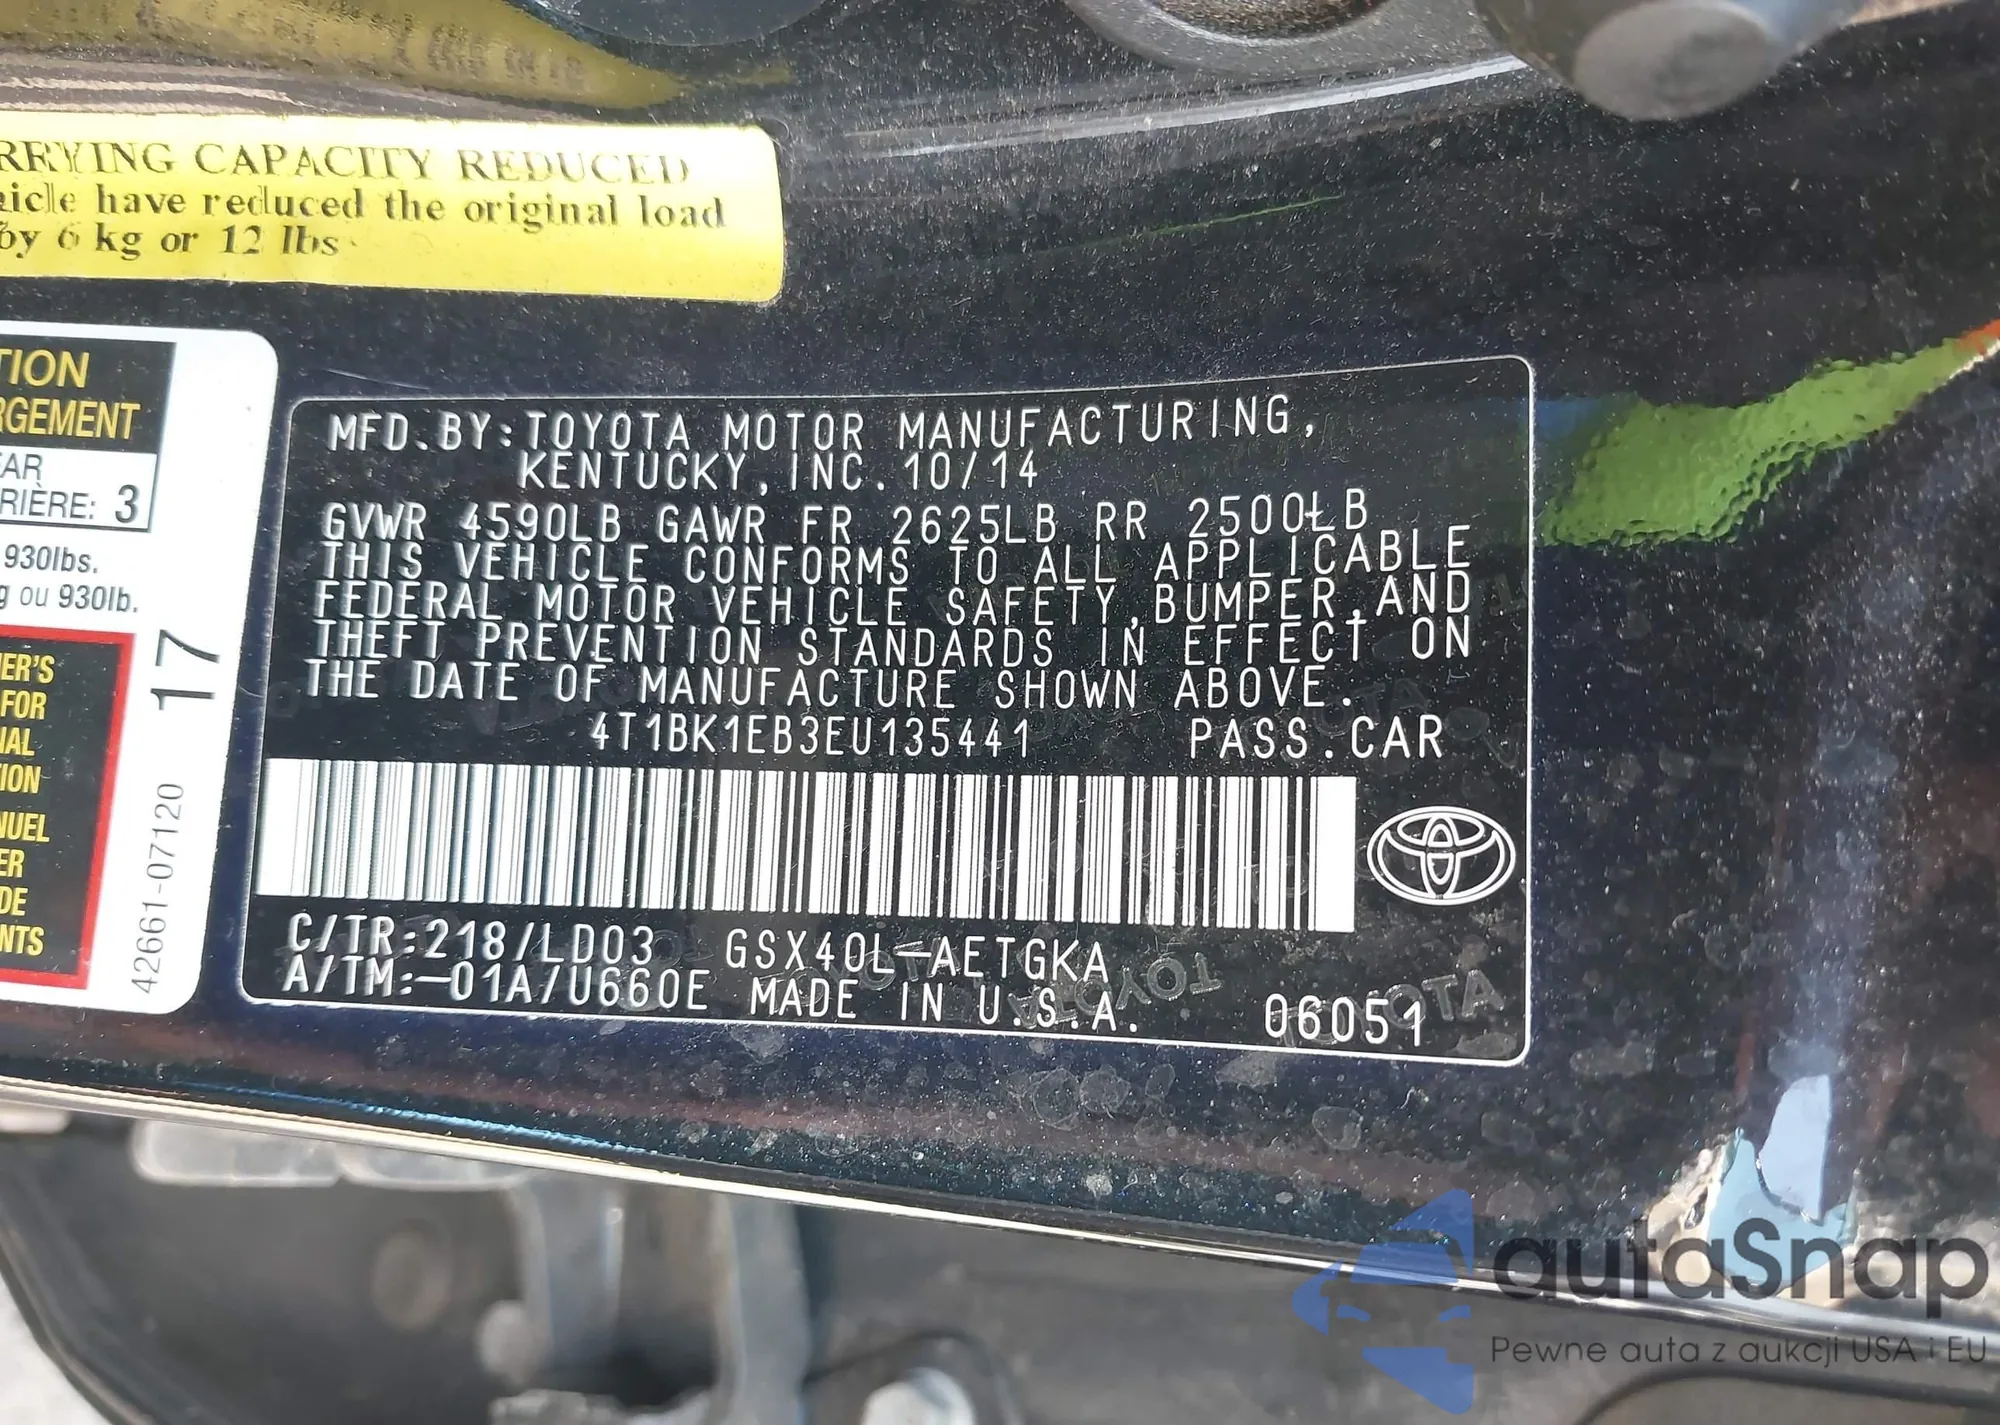 RRYING CAPACITY REDUCED
icle have reduced the original load
by 6 kg or 12 lbs
TION
RGEMENT
AR
RIÈRE: 3
930lbs.
g ou 930lb.
17
ER'S
FOR
NAL
ION
NUEL
ER
DE
NTS
42661-07120
MFD.BY:TOYOTA MOTOR MANUFACTURING,
KENTUCKY,INC.10/14
GVWR 4590LB GAWR FR 2625LB RR 2500LB
THIS VEHICLE CONFORMS TO ALL APPLICABLE
FEDERAL MOTOR VEHICLE SAFETY,BUMPER,AND
THEFT PREVENTION STANDARDS IN EFFECT ON
THE DATE OF MANUFACTURE SHOWN ABOVE.
4T1BK1EB3EU135441 PASS.CAR
C/TR:218/LD03 GSX40L-AETGKA
A/TM:-01A/U660E MADE IN U.S.A. 06051
autaSnap
Pewne auta z aukcji USA i EU